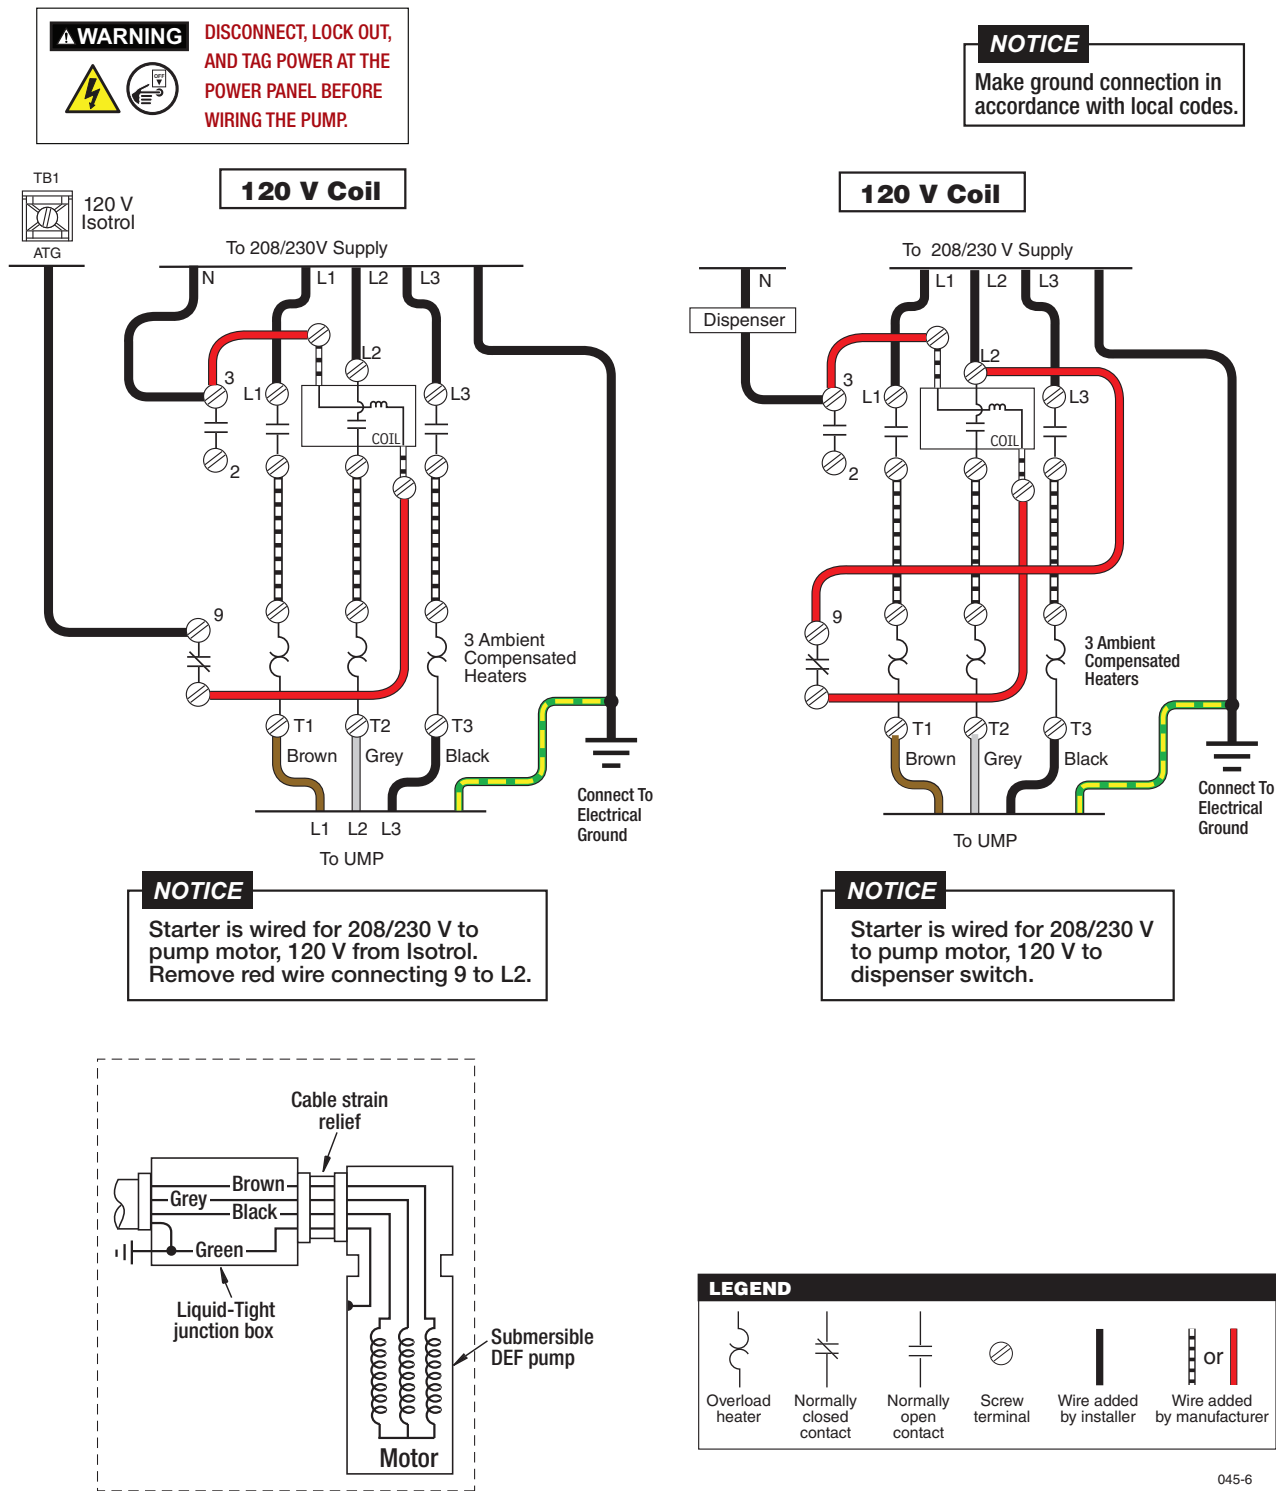 WARNING
DISCONNECT, LOCK OUT,
AND TAG POWER AT THE
POWER PANEL BEFORE
WIRING THE PUMP.
OFF
NOTICE
Make ground connection in
accordance with local codes.
TB1
120 V
Isotrol
ATG
120 V Coil
To 208/230V Supply
N
L1
L2
L3
L2
3
L1
L3
COIL
2
9
3 Ambient
Compensated
Heaters
T1
T2
T3
Brown
Grey
Black
Connect To
Electrical
Ground
L1
L2
L3
To UMP
NOTICE
Starter is wired for 208/230 V to
pump motor, 120 V from Isotrol.
Remove red wire connecting 9 to L2.
120 V Coil
To 208/230 V Supply
N
L1
L2
L3
Dispenser
L2
3
L1
L3
COIL
2
9
3 Ambient
Compensated
Heaters
T1
T2
T3
Brown
Grey
Black
Connect To
Electrical
Ground
To UMP
NOTICE
Starter is wired for 208/230 V
to pump motor, 120 V to
dispenser switch.
Cable strain
relief
Brown
Grey
Black
Green
Liquid-Tight
junction box
Submersible
DEF pump
Motor
LEGEND
or
Overload
heater
Normally
closed
contact
Normally
open
contact
Screw
terminal
Wire added
by installer
Wire added
by manufacturer
045-6